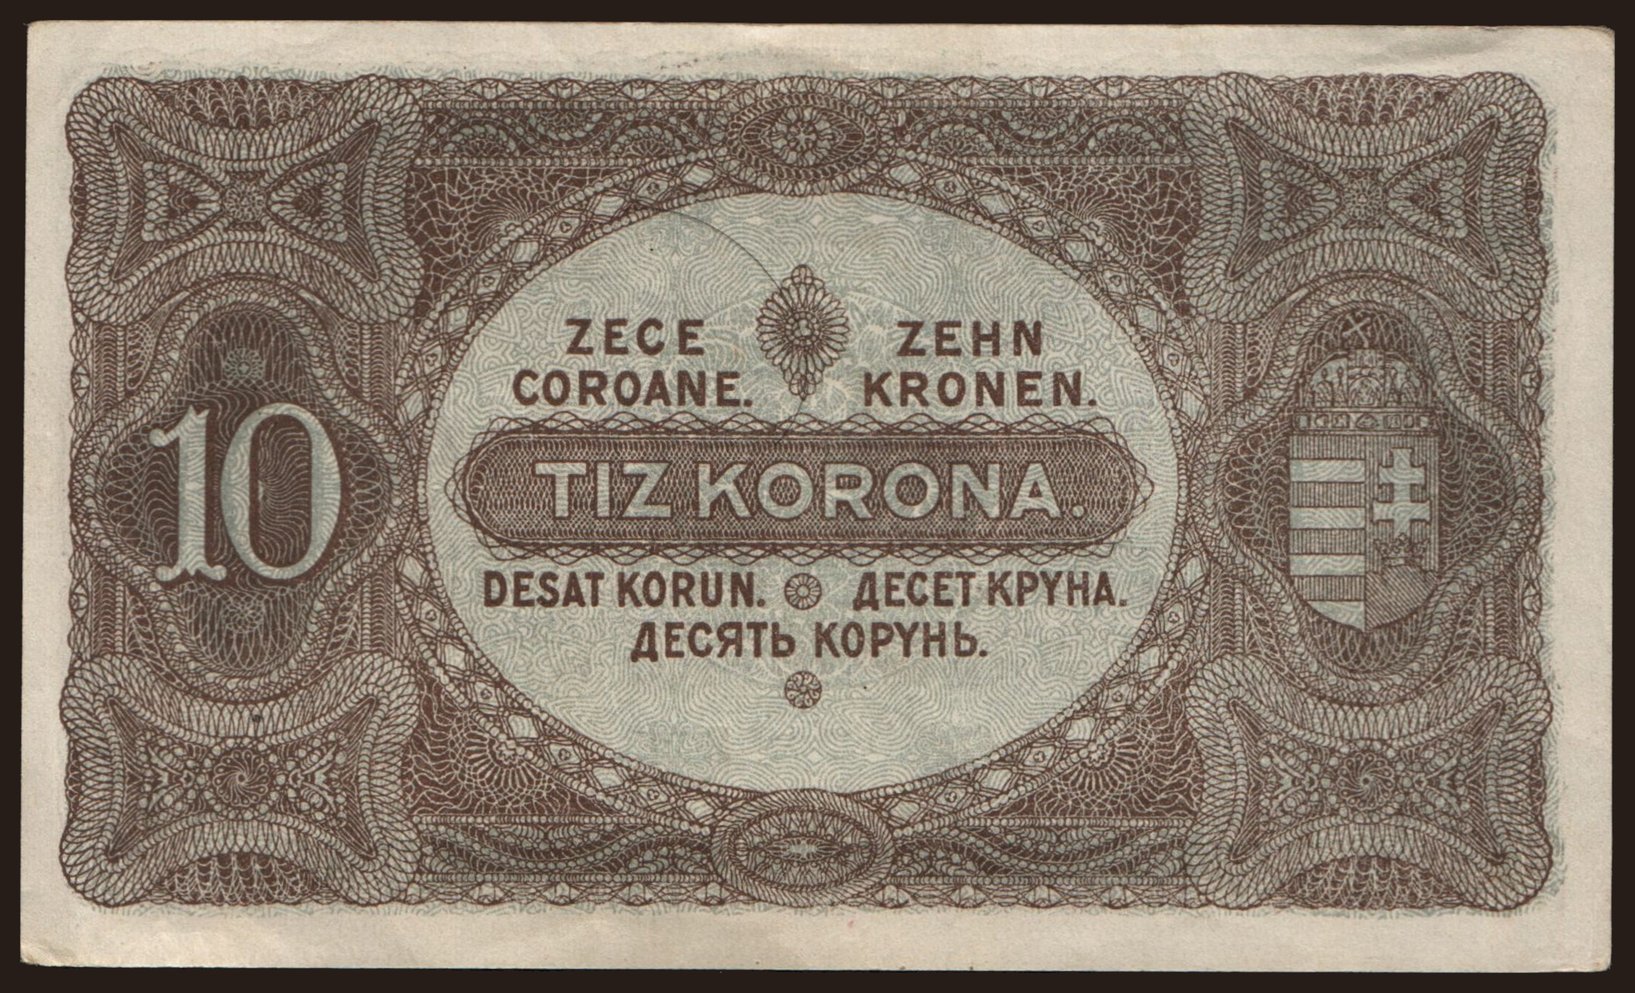 ZECE
COROANE.
ZEHN
KRONEN.
10
TIZ KORONA.
DESAT KORUN.
ДЕСЕТ КРУНА.
ДЕСЯТЬ КОРУНЬ.